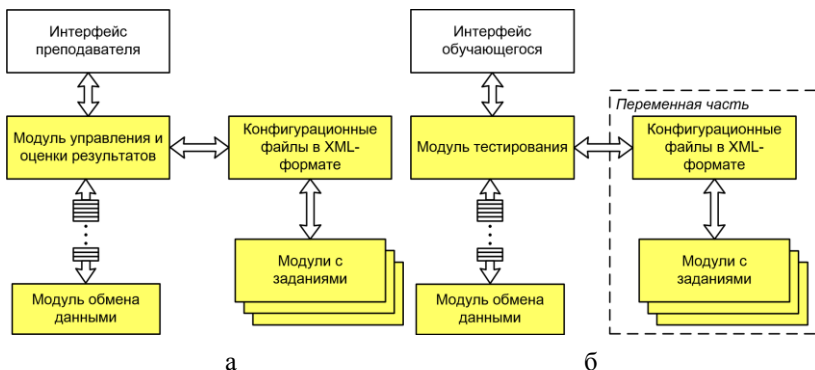 Интерфейс
преподавателя
Модуль управления и
оценки результатов
Конфигурационные
файлы в XML-
формате
Модули с
заданиями
Модуль обмена
данными
а
Интерфейс
обучающегося
Переменная часть
Модуль тестирования
Конфигурационные
файлы в XML-
формате
Модули с
заданиями
Модуль обмена
данными
б